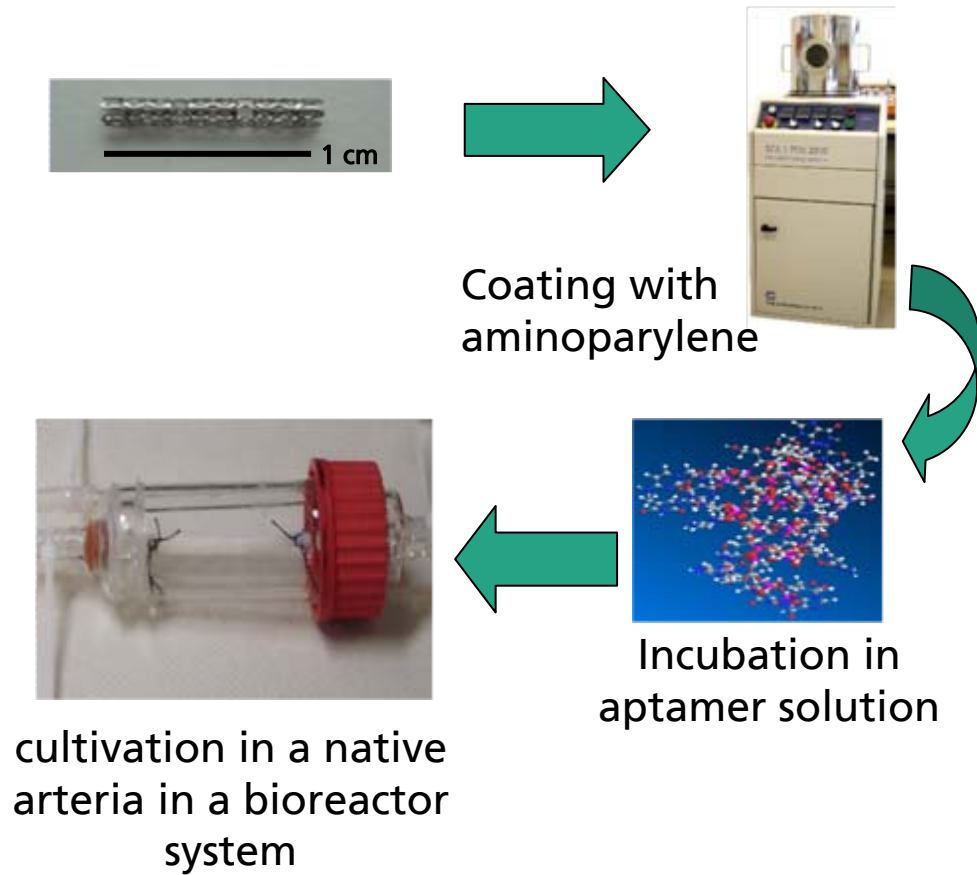 1 cm
Coating with
aminoparylene
Incubation in
aptamer solution
cultivation in a native
arteria in a bioreactor
system